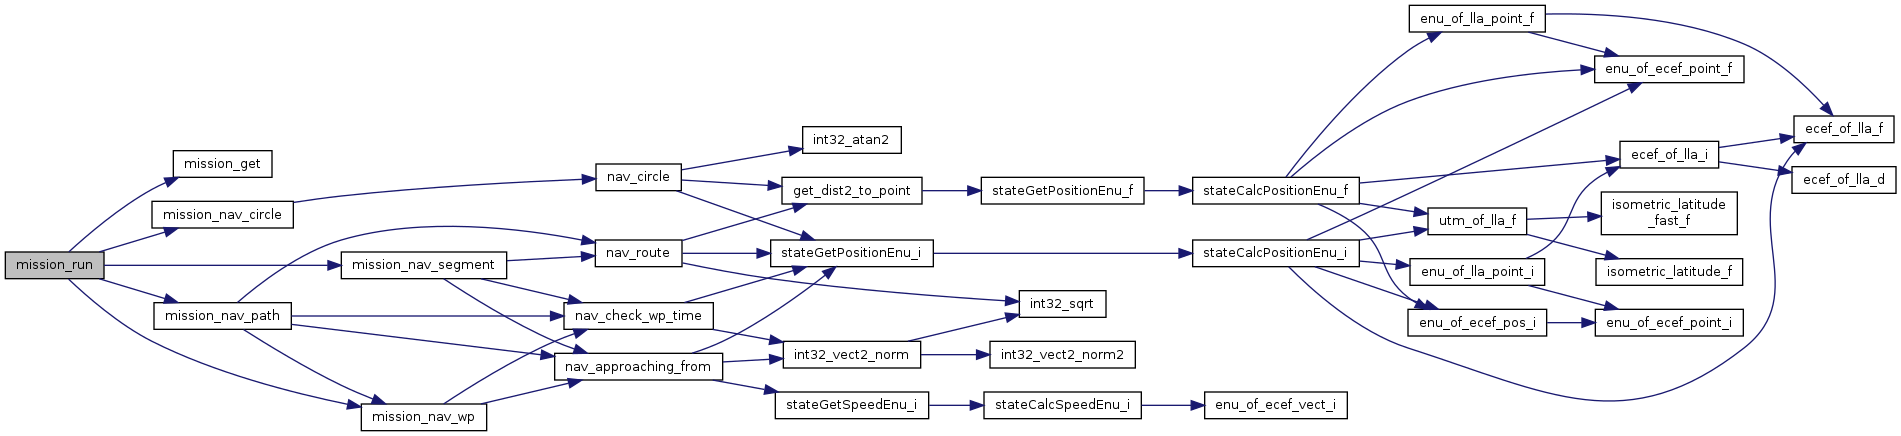 mission_run
mission_get
mission_nav_circle
mission_nav_segment
mission_nav_path
mission_nav_wp
nav_circle
nav_route
nav_check_wp_time
nav_approaching_from
int32_atan2
get_dist2_to_point
stateGetPositionEnu_i
int32_vect2_norm
stateGetSpeedEnu_i
stateGetPositionEnu_f
int32_sqrt
int32_vect2_norm2
stateCalcSpeedEnu_i
stateCalcPositionEnu_f
stateCalcPositionEnu_i
enu_of_ecef_vect_i
enu_of_lla_point_f
utm_of_lla_f
enu_of_lla_point_i
enu_of_ecef_pos_i
enu_of_ecef_point_f
ecef_of_lla_i
isometric_latitude
_fast_f
isometric_latitude_f
enu_of_ecef_point_i
ecef_of_lla_f
ecef_of_lla_d